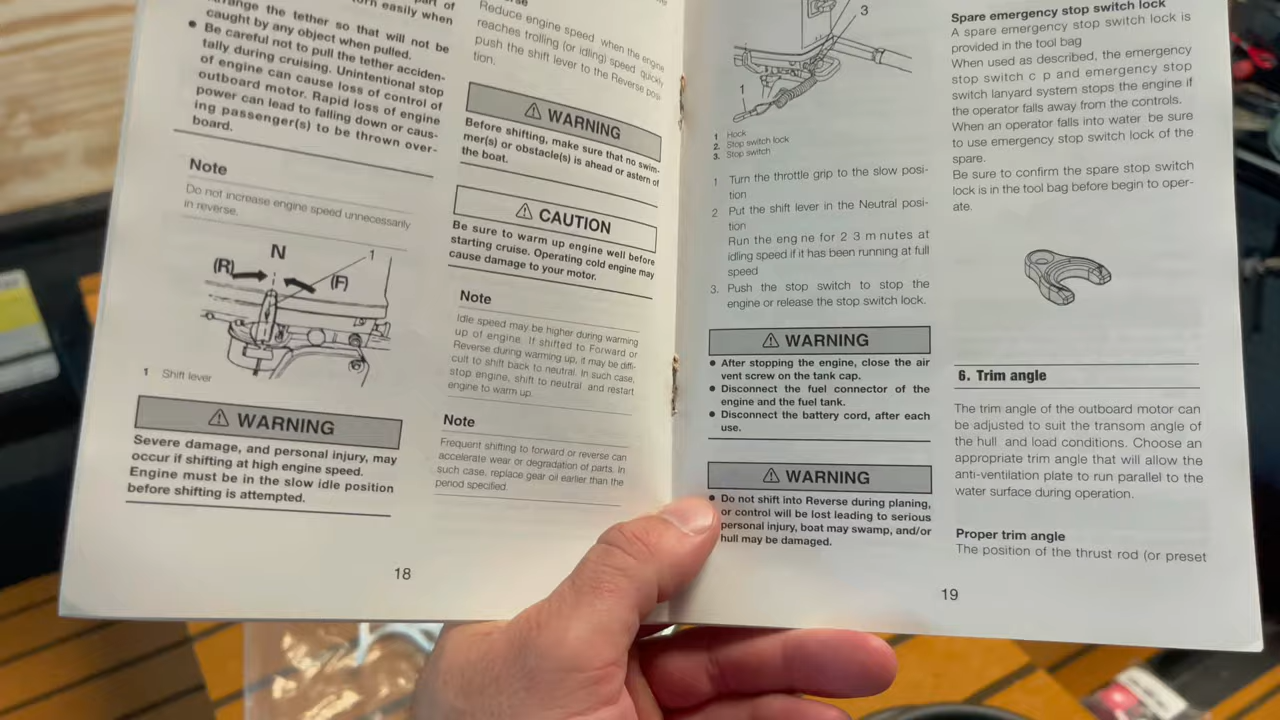 part of
turn easily when
Arrange the tether so that will not be
caught by any object when pulled.
● Be careful not to pull the tether acciden-
tally during cruising. Unintentional stop
of engine can cause loss of control of
outboard motor. Rapid loss of engine
power can lead to falling down or caus-
ing passenger(s) to be thrown over-
board.
Note
Do not increase engine speed unnecessarily
in reverse.
N
1
(R)
(F)
1 Shift lever
WARNING
Severe damage, and personal injury, may
occur if shifting at high engine speed.
Engine must be in the slow idle position
before shifting is attempted.
Reduce engine speed when the engine
reaches trolling (or idling) speed quickly
push the shift lever to the Reverse posi-
tion.
WARNING
Before shifting, make sure that no swim-
mer(s) or obstacle(s) is ahead or astern of
the boat.
CAUTION
Be sure to warm up engine well before
starting cruise. Operating cold engine may
cause damage to your motor.
Note
Idle speed may be higher during warming
up of engine. If shifted to Forward or
Reverse during warming up, it may be diffi-
cult to shift back to neutral. In such case,
stop engine, shift to neutral and restart
engine to warm up.
Note
Frequent shifting to forward or reverse can
accelerate wear or degradation of parts. In
such case, replace gear oil earlier than the
period specified.
18
3
1
1 Hock
2. Stop switch lock
3. Stop switch
1 Turn the throttle grip to the slow posi-
tion
2 Put the shift lever in the Neutral posi-
tion
Run the eng ne for 2 3 m nutes at
idling speed if it has been running at full
speed
3. Push the stop switch to stop the
engine or release the stop switch lock.
WARNING
● After stopping the engine, close the air
vent screw on the tank cap.
● Disconnect the fuel connector of the
engine and the fuel tank.
● Disconnect the battery cord, after each
use.
WARNING
● Do not shift into Reverse during planing,
or control will be lost leading to serious
personal injury, boat may swamp, and/or
hull may be damaged.
Spare emergency stop switch lock
A spare emergency stop switch lock is
provided in the tool bag
When used as described, the emergency
stop switch c p and emergency stop
switch lanyard system stops the engine if
the operator falls away from the controls.
When an operator falls into water be sure
to use emergency stop switch lock of the
spare.
Be sure to confirm the spare stop switch
lock is in the tool bag before begin to oper-
ate.
6. Trim angle
The trim angle of the outboard motor can
be adjusted to suit the transom angle of
the hull and load conditions. Choose an
appropriate trim angle that will allow the
anti-ventilation plate to run parallel to the
water surface during operation.
Proper trim angle
The position of the thrust rod (or preset
19